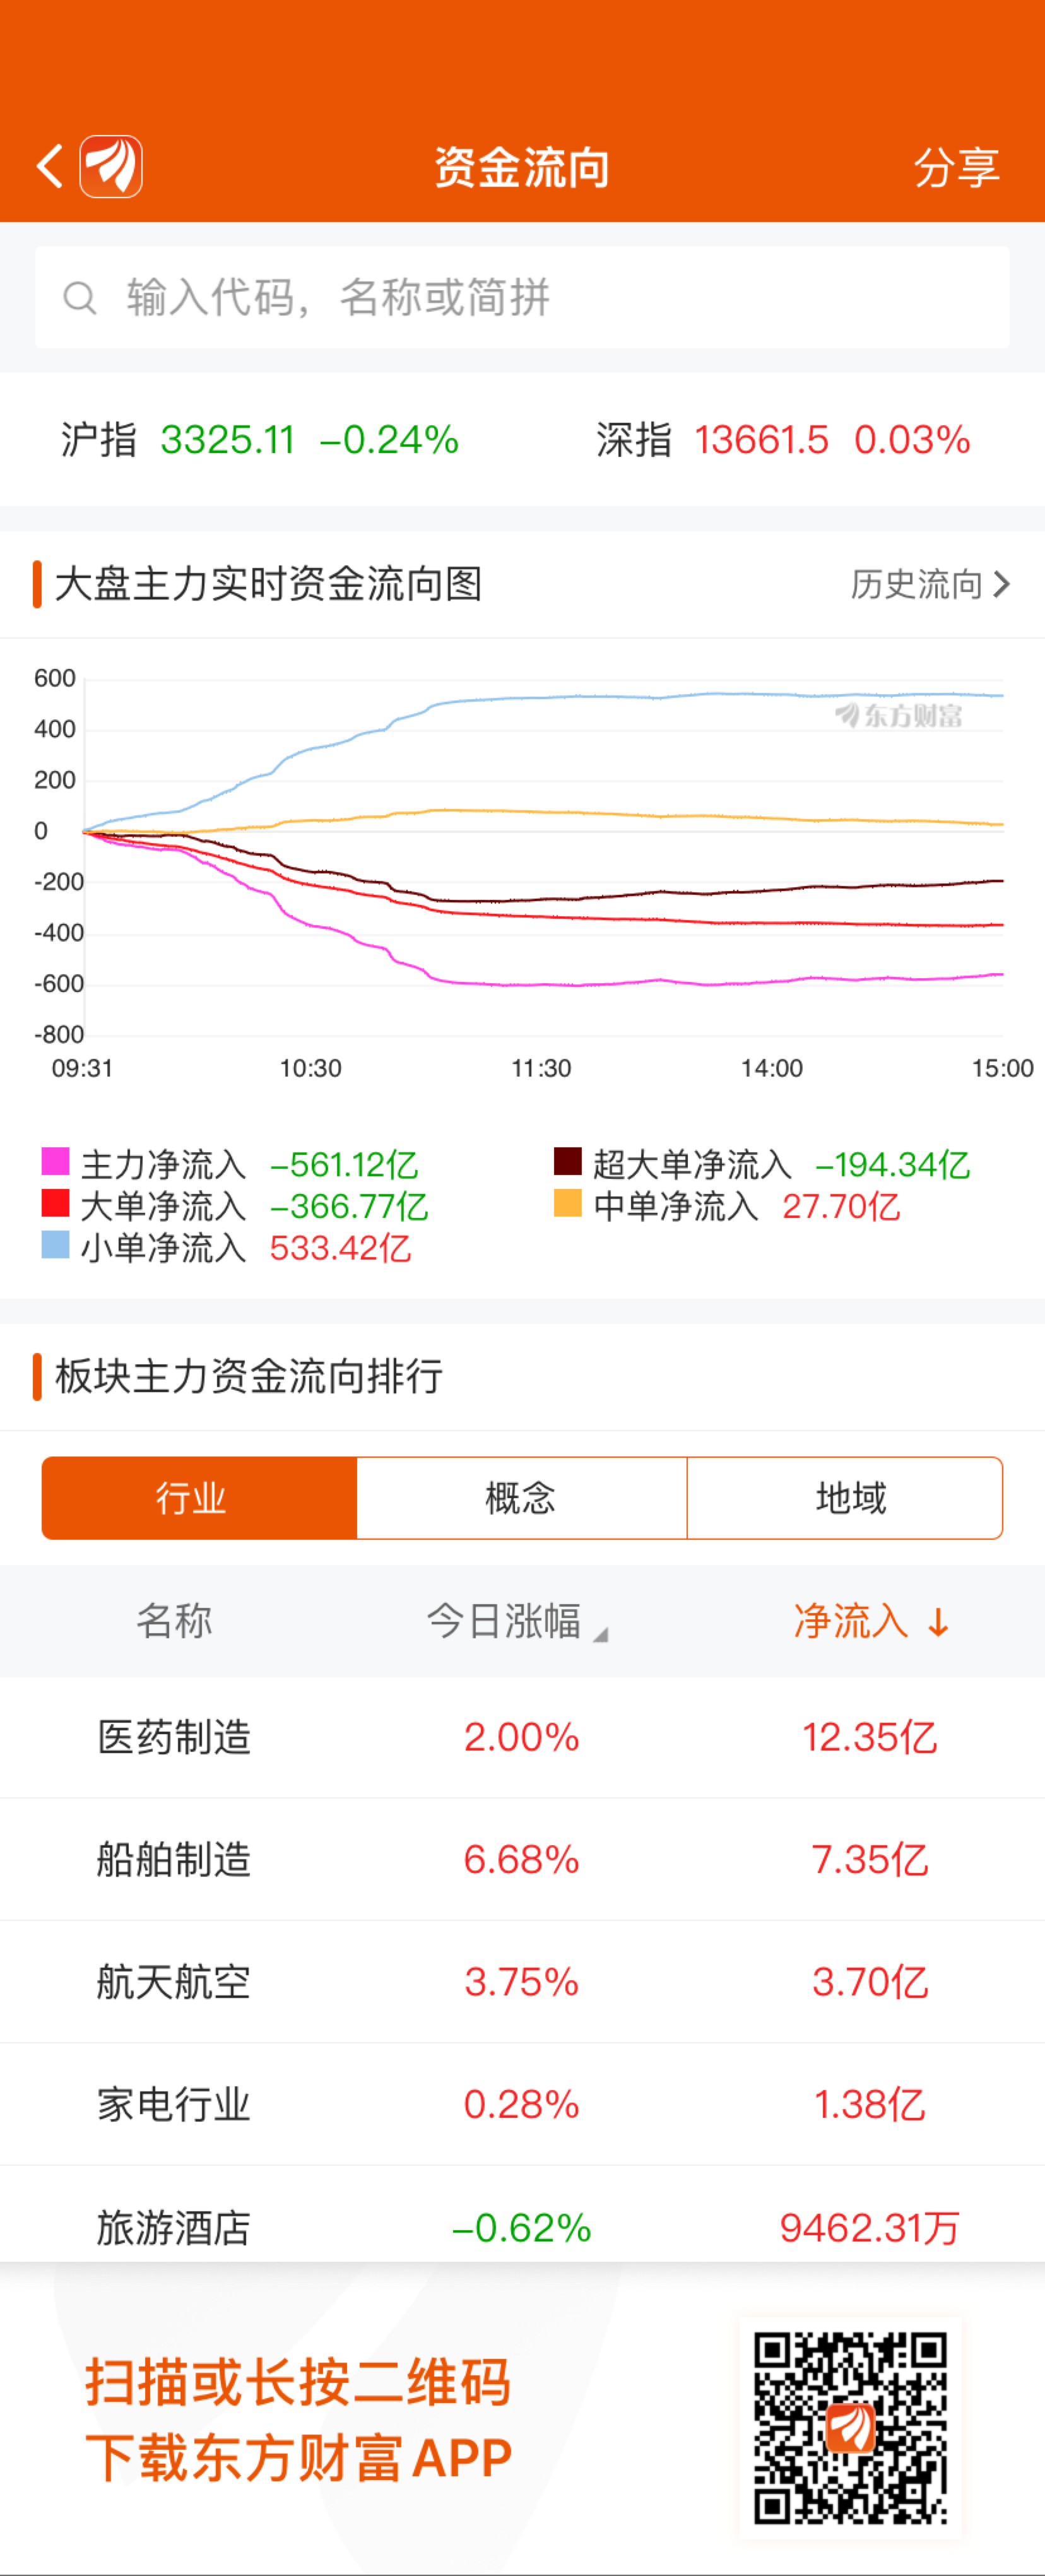 资金流向
分享
输入代码，名称或简拼
沪指 3325.11 -0.24% 深指 13661.5 0.03%
大盘主力实时资金流向图 历史流向
600
东方财富
400
200
0
-200
-400
-600
-800
09:31 10:30 11:30 14:00 15:00
主力净流入 -561.12亿 超大单净流入 -194.34亿
大单净流入 -366.77亿 中单净流入 27.70亿
小单净流入 533.42亿
板块主力资金流向排行
行业 概念 地域
名称 今日涨幅 净流入 ↓
医药制造 2.00% 12.35亿
船舶制造 6.68% 7.35亿
航天航空 3.75% 3.70亿
家电行业 0.28% 1.38亿
旅游酒店 -0.62% 9462.31万
扫描或长按二维码
下载东方财富APP